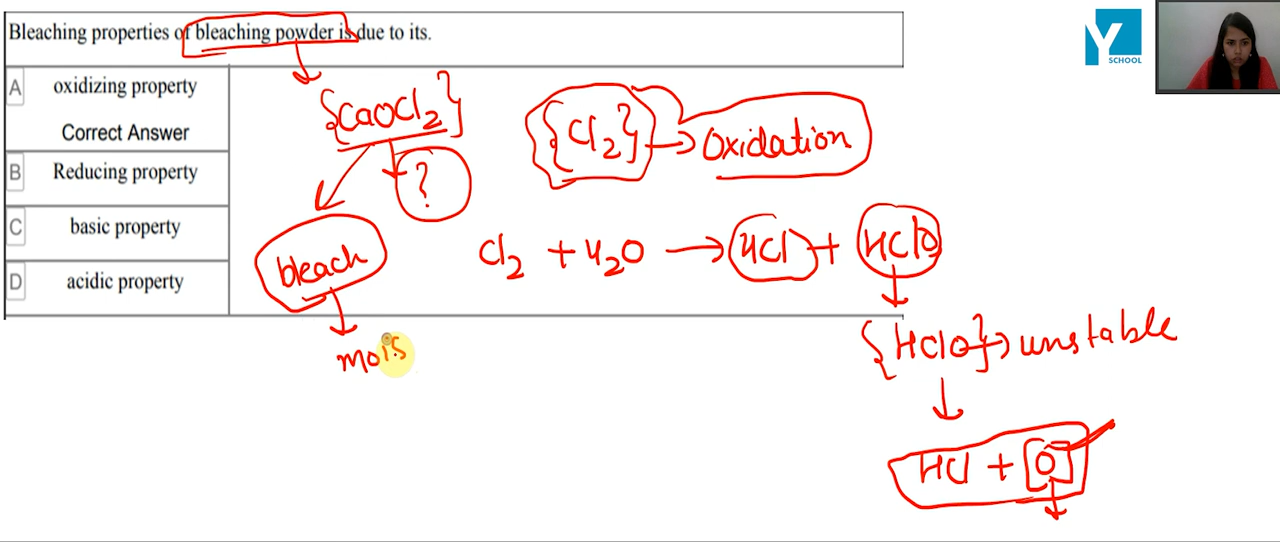 Bleaching properties of bleaching powder is due to its.
A oxidizing property
Correct Answer
B Reducing property
C basic property
D acidic property
{CaOCl2}
?
bleach
mois
{Cl2} → Oxidation
Cl2 + H2O → HCl + HClO
{HClO} → unstable
HCl + [O]
Y
SCHOOL